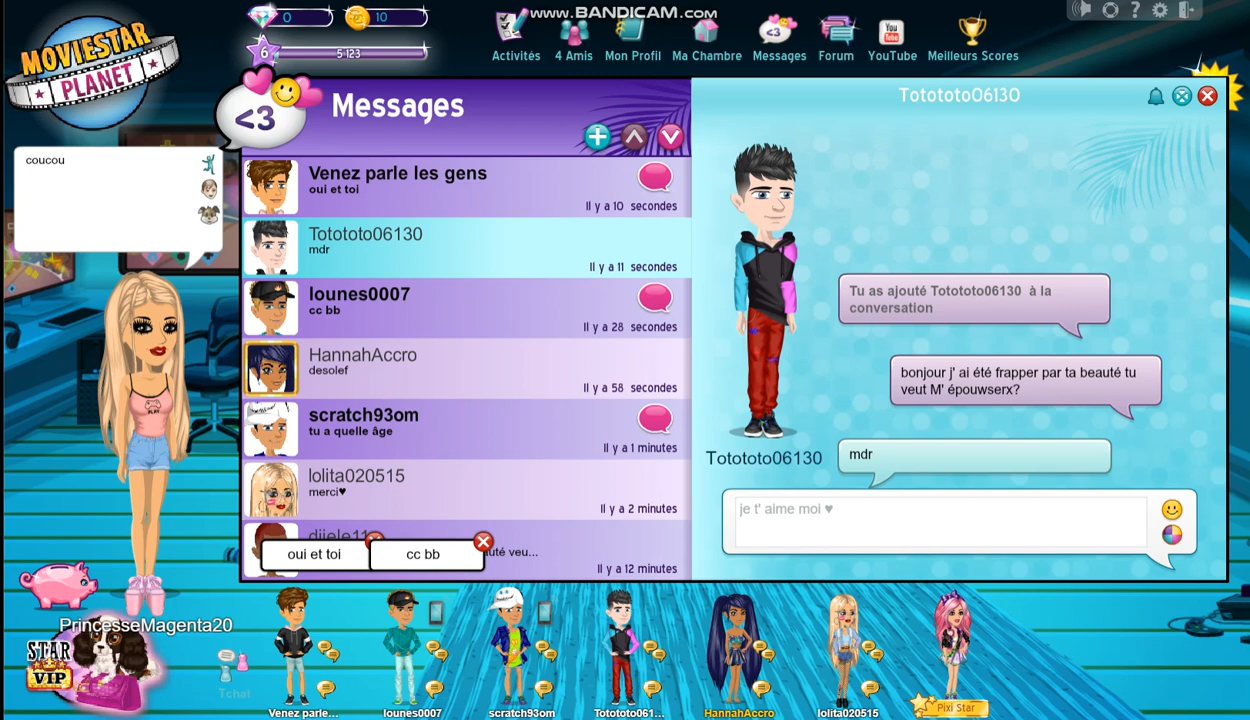 www.BANDICAM.com
MOVIESTAR
PLANET
0
10
6
5 123
Activités
4 Amis
Mon Profil
Ma Chambre
Messages
Forum
YouTube
Meilleurs Scores
You
Tube
<3
<3
Messages
coucou
Venez parle les gens
oui et toi
Il y a 10 secondes
Totototo06130
mdr
Il y a 11 secondes
lounes0007
cc bb
Il y a 28 secondes
HannahAccro
desolef
Il y a 58 secondes
scratch93om
tu a quelle âge
Il y a 1 minutes
lolita020515
merci♥
Il y a 2 minutes
uté veu...
Il y a 12 minutes
oui et toi
cc bb
Totototo06130
Tu as ajouté Totototo06130 à la
conversation
bonjour j' ai été frapper par ta beauté tu
veut M' épouwserx?
mdr
Totototo06130
je t' aime moi ♥
PrincesseMagenta20
STAR
VIP
Tchat
Venez parle...
lounes0007
scratch93om
Totototo061...
HannahAccro
lolita020515
Pixi Star